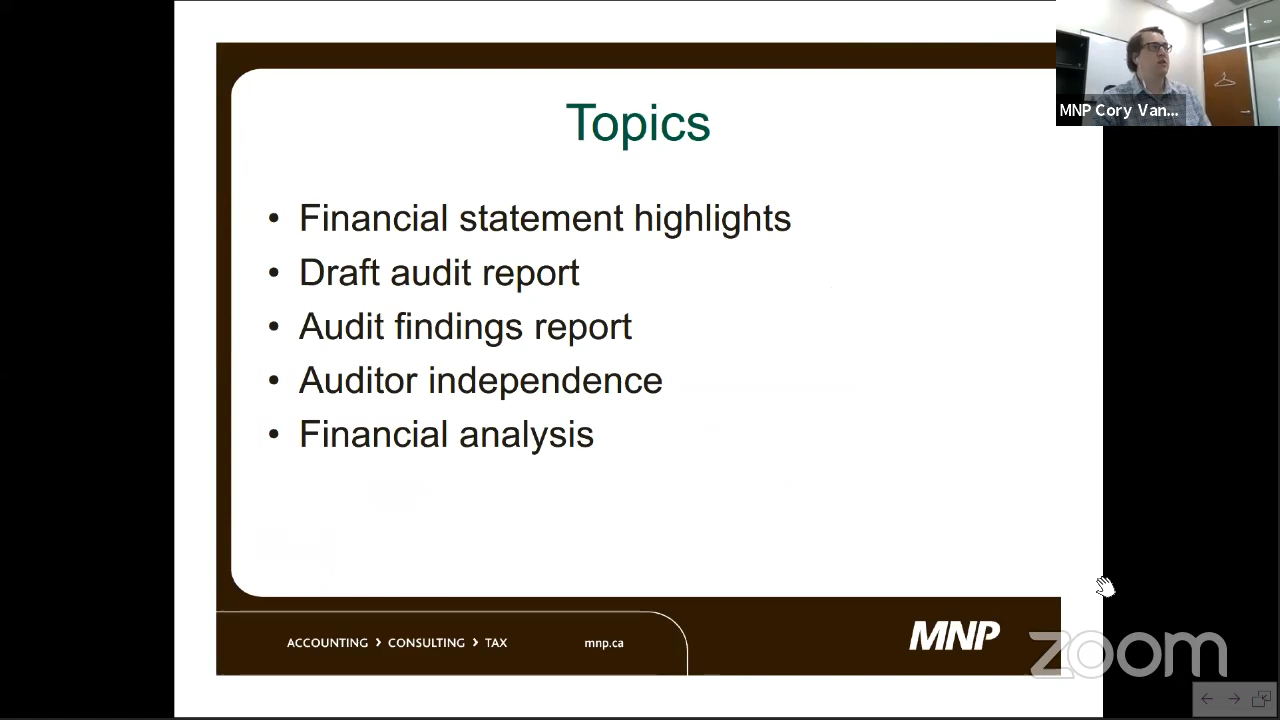 Topics
• Financial statement highlights
• Draft audit report
• Audit findings report
• Auditor independence
• Financial analysis
ACCOUNTING › CONSULTING › TAX
mnp.ca
MNP
MNP Cory Van...
zoom